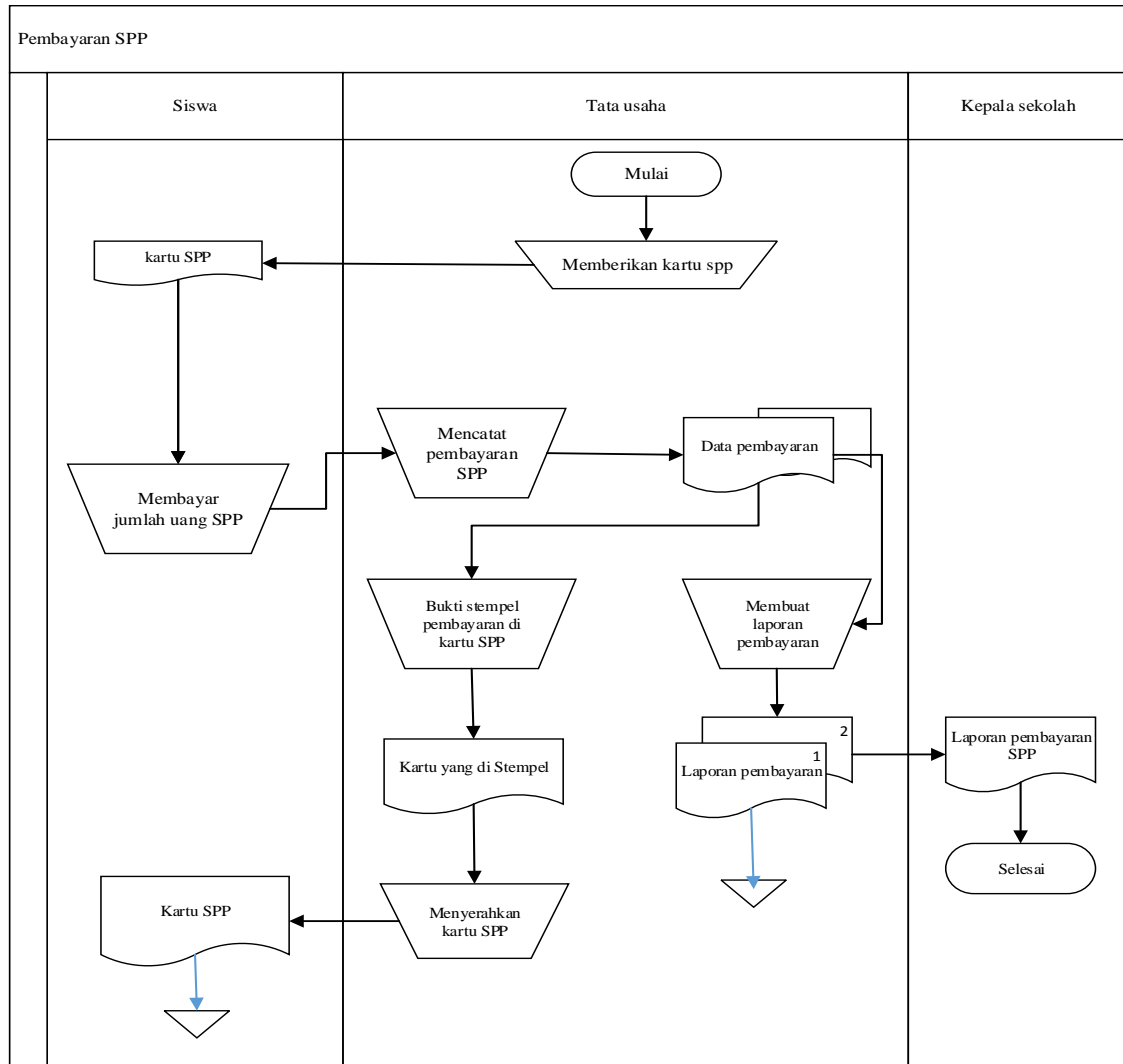 Pembayaran SPP
Siswa
Tata usaha
Kepala sekolah
Mulai
kartu SPP
Memberikan kartu spp
Mencatat
pembayaran
SPP
Data pembayaran
Membayar
jumlah uang SPP
Bukti stempel
pembayaran di
kartu SPP
Membuat
laporan
pembayaran
2
1
Laporan pembayaran
Laporan pembayaran
SPP
Kartu yang di Stempel
Selesai
Kartu SPP
Menyerahkan
kartu SPP